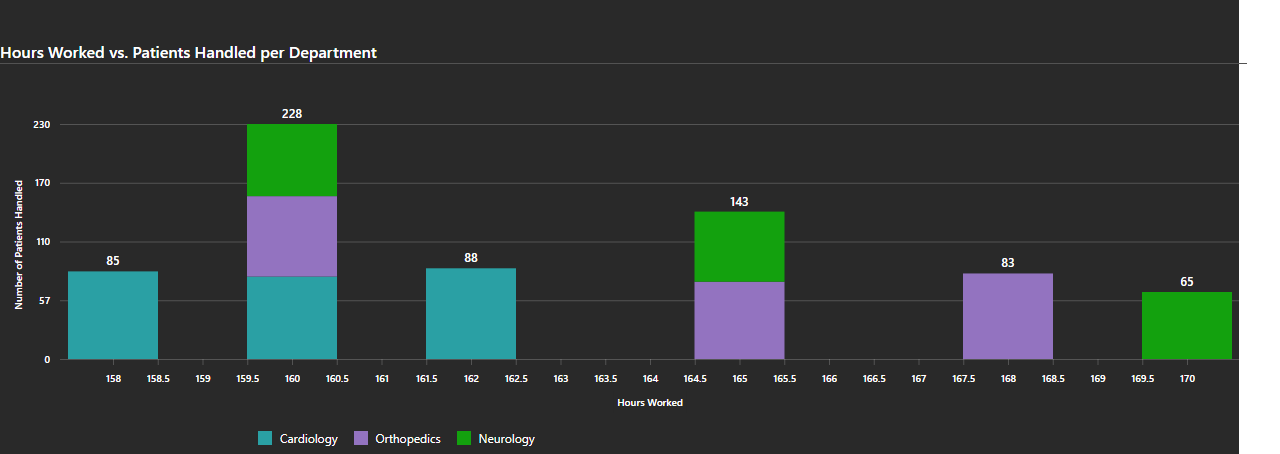 Hours Worked vs. Patients Handled per Department
228
230
170
143
110
85
88
83
65
57
0
Number of Patients Handled
158 158.5 159 159.5 160 160.5 161 161.5 162 162.5 163 163.5 164 164.5 165 165.5 166 166.5 167 167.5 168 168.5 169 169.5 170
Hours Worked
Cardiology Orthopedics Neurology